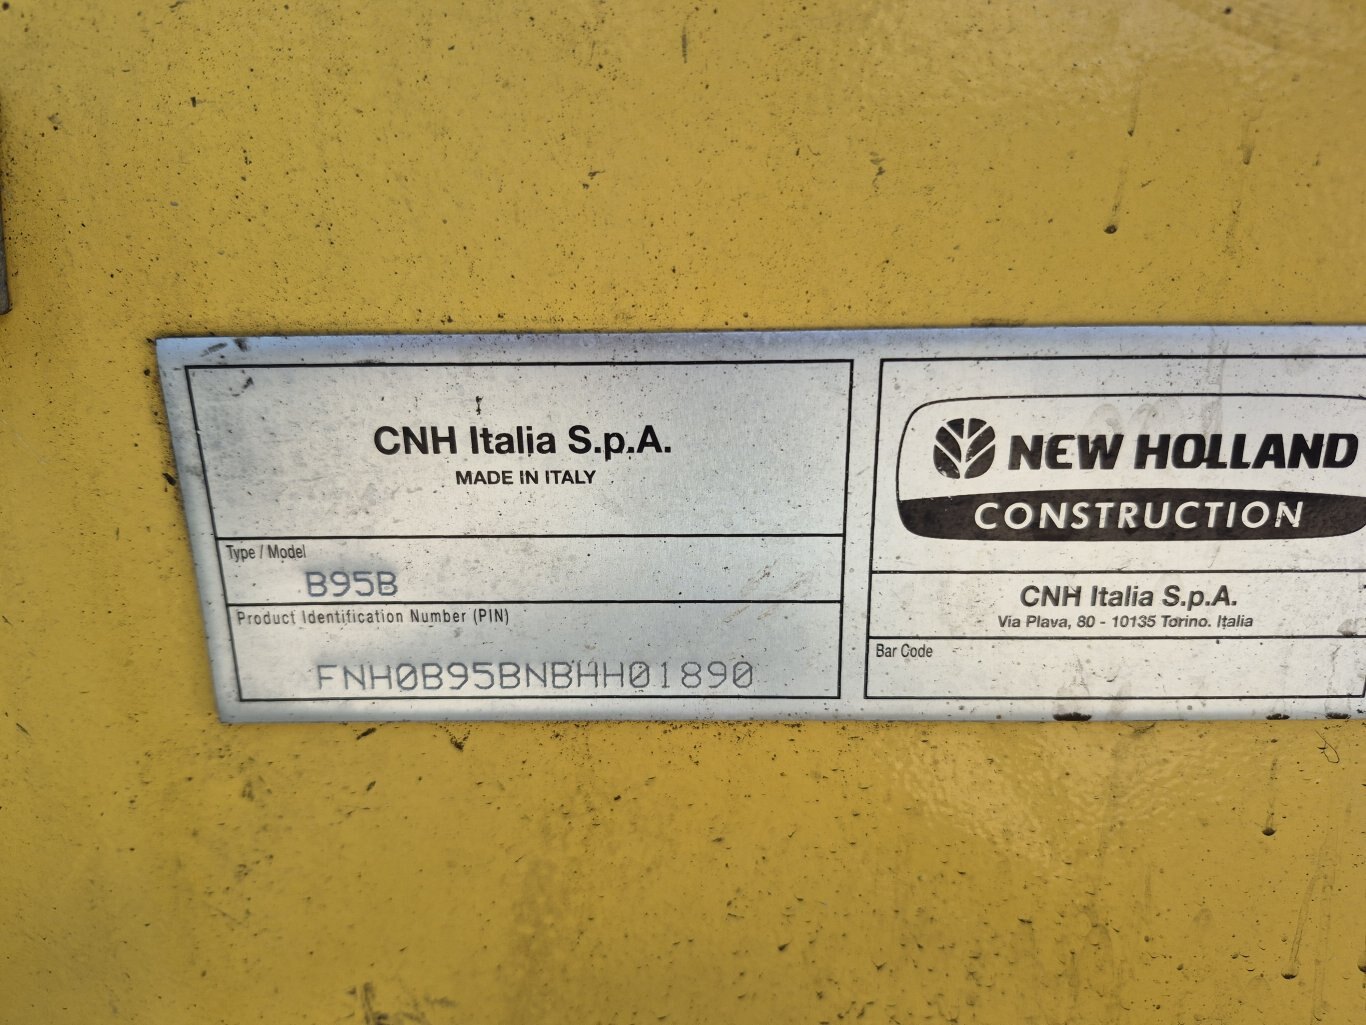 CNH Italia S.p.A.
MADE IN ITALY
Type / Model
B95B
Product Identification Number (PIN)
FNH0B95BNBHH01890
NEW HOLLAND
CONSTRUCTION
CNH Italia S.p.A.
Via Plava, 80 - 10135 Torino. Italia
Bar Code